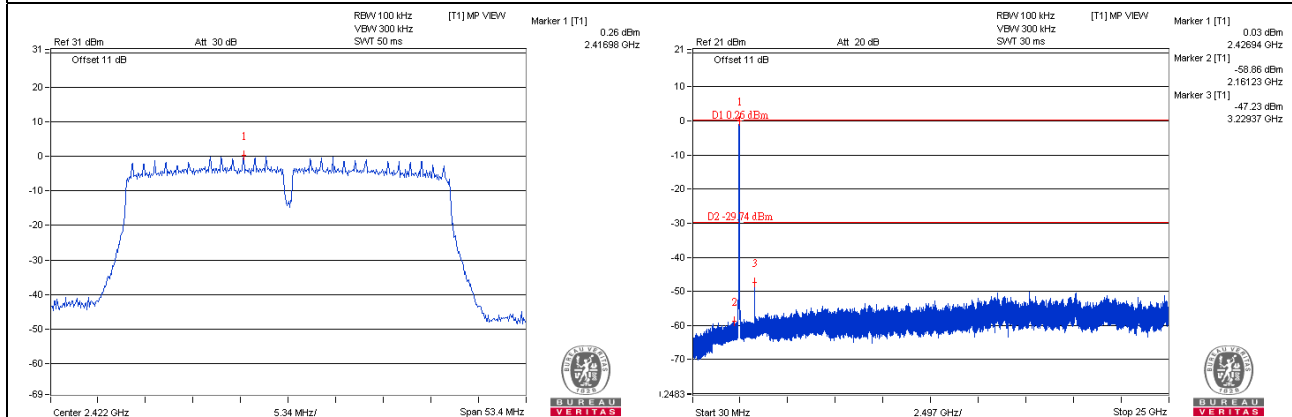 RBW 100 kHz [T1] MP VIEW
VBW 300 kHz
Ref 31 dBm Att 30 dB SWT 50 ms
Marker 1 [T1]
0.26 dBm
2.41698 GHz
31
Offset 11 dB
20
10
0
-10
-20
-30
-40
-50
-60
-69
1
Center 2.422 GHz 5.34 MHz/ Span 53.4 MHz
BUREAU VERITAS
1828
BUREAU
VERITAS
RBW 100 kHz [T1] MP VIEW
VBW 300 kHz
Ref 21 dBm Att 20 dB SWT 30 ms
Marker 1 [T1]
0.03 dBm
2.42694 GHz
Marker 2 [T1]
-58.86 dBm
2.16123 GHz
Marker 3 [T1]
-47.23 dBm
3.22937 GHz
21
Offset 11 dB
10
0
-10
-20
-30
-40
-50
-60
-70
.2483
1
D1 0.26 dBm
D2 -29.74 dBm
3
2
Start 30 MHz 2.497 GHz/ Stop 25 GHz
BUREAU VERITAS
1828
BUREAU
VERITAS